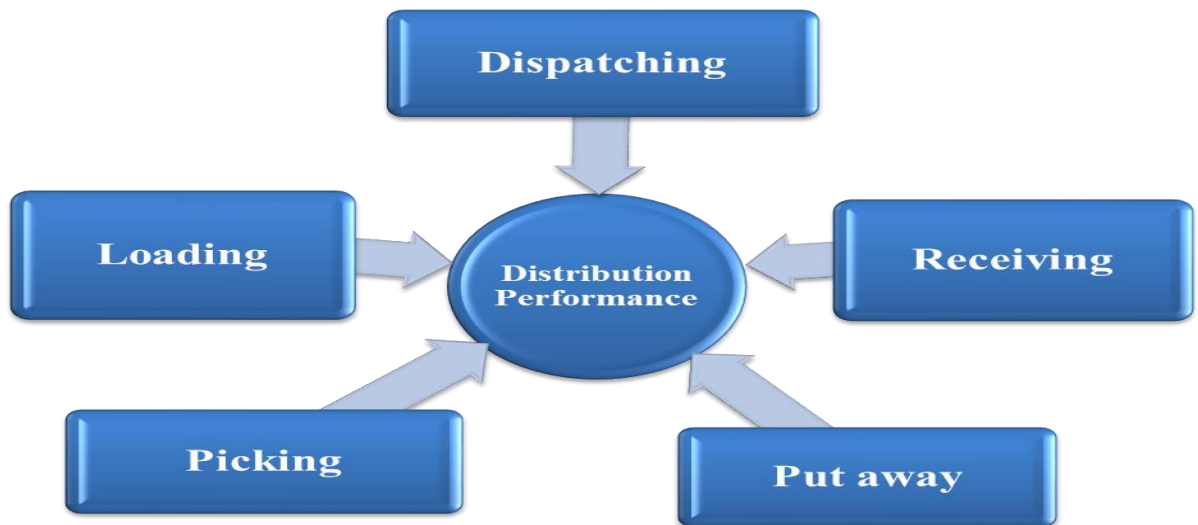 Dispatching
Loading
Distribution
Performance
Receiving
Picking
Put away